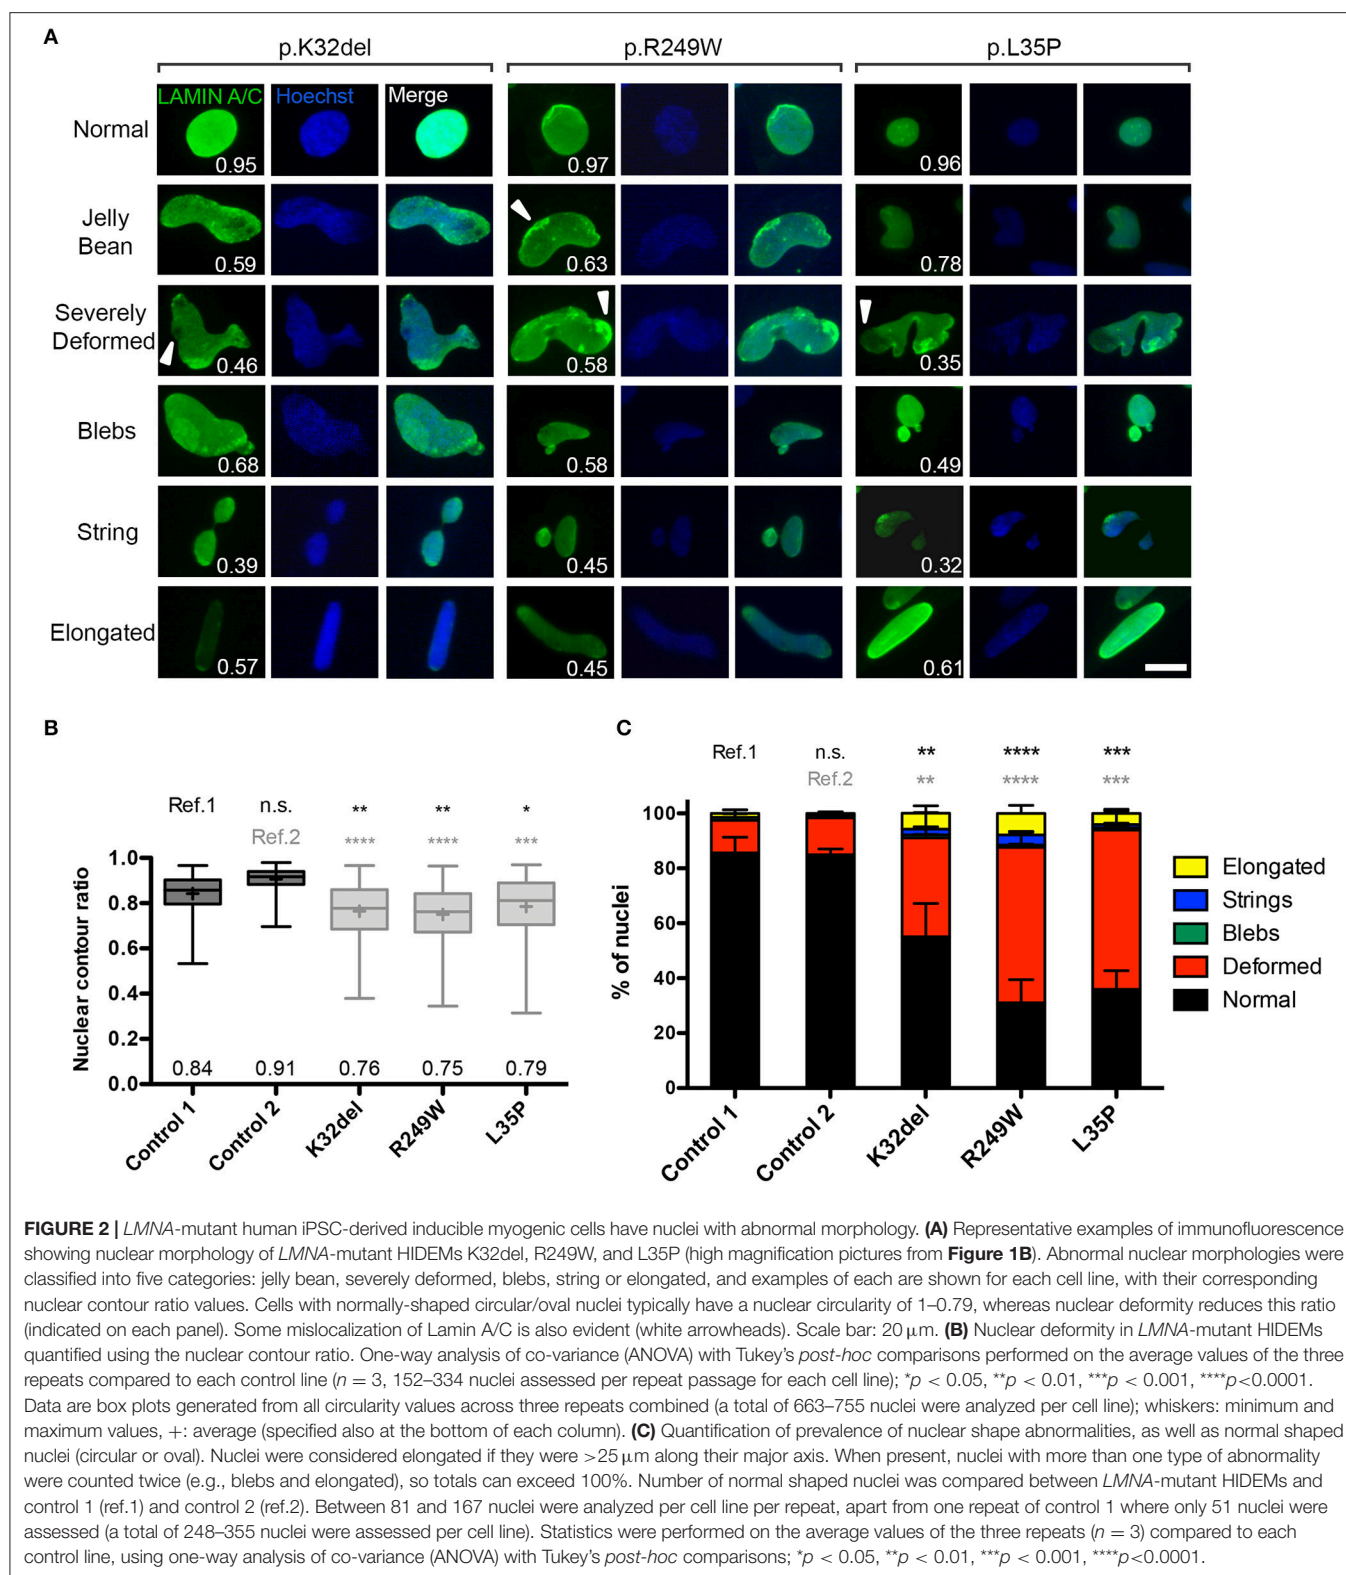 A
p.K32del p.R249W p.L35P
LAMIN A/C Hoechst Merge
Normal 0.95 0.97 0.96
Jelly
Bean 0.59 0.63 0.78
Severely
Deformed 0.46 0.58 0.35
Blebs 0.68 0.58 0.49
String 0.39 0.45 0.32
Elongated 0.57 0.45 0.61
B
Ref.1 n.s. ** ** *
Ref.2 **** **** ***
Nuclear contour ratio
1.0
0.8
0.6
0.4
0.2
0.0
0.84 0.91 0.76 0.75 0.79
Control 1 Control 2 K32del R249W L35P
C
Ref.1 n.s. ** **** ***
Ref.2 ** **** ***
% of nuclei
100
80
60
40
20
0
Control 1 Control 2 K32del R249W L35P
Elongated
Strings
Blebs
Deformed
Normal
FIGURE 2 | LMNA-mutant human iPSC-derived inducible myogenic cells have nuclei with abnormal morphology. (A) Representative examples of immunofluorescence
showing nuclear morphology of LMNA-mutant HIDEMs K32del, R249W, and L35P (high magnification pictures from Figure 1B). Abnormal nuclear morphologies were
classified into five categories: jelly bean, severely deformed, blebs, string or elongated, and examples of each are shown for each cell line, with their corresponding
nuclear contour ratio values. Cells with normally-shaped circular/oval nuclei typically have a nuclear circularity of 1–0.79, whereas nuclear deformity reduces this ratio
(indicated on each panel). Some mislocalization of Lamin A/C is also evident (white arrowheads). Scale bar: 20 μm. (B) Nuclear deformity in LMNA-mutant HIDEMs
quantified using the nuclear contour ratio. One-way analysis of co-variance (ANOVA) with Tukey's post-hoc comparisons performed on the average values of the three
repeats compared to each control line (n = 3, 152–334 nuclei assessed per repeat passage for each cell line); *p < 0.05, **p < 0.01, ***p < 0.001, ****p<0.0001.
Data are box plots generated from all circularity values across three repeats combined (a total of 663–755 nuclei were analyzed per cell line); whiskers: minimum and
maximum values, +: average (specified also at the bottom of each column). (C) Quantification of prevalence of nuclear shape abnormalities, as well as normal shaped
nuclei (circular or oval). Nuclei were considered elongated if they were >25 μm along their major axis. When present, nuclei with more than one type of abnormality
were counted twice (e.g., blebs and elongated), so totals can exceed 100%. Number of normal shaped nuclei was compared between LMNA-mutant HIDEMs and
control 1 (ref.1) and control 2 (ref.2). Between 81 and 167 nuclei were analyzed per cell line per repeat, apart from one repeat of control 1 where only 51 nuclei were
assessed (a total of 248–355 nuclei were assessed per cell line). Statistics were performed on the average values of the three repeats (n = 3) compared to each
control line, using one-way analysis of co-variance (ANOVA) with Tukey's post-hoc comparisons; *p < 0.05, **p < 0.01, ***p < 0.001, ****p<0.0001.